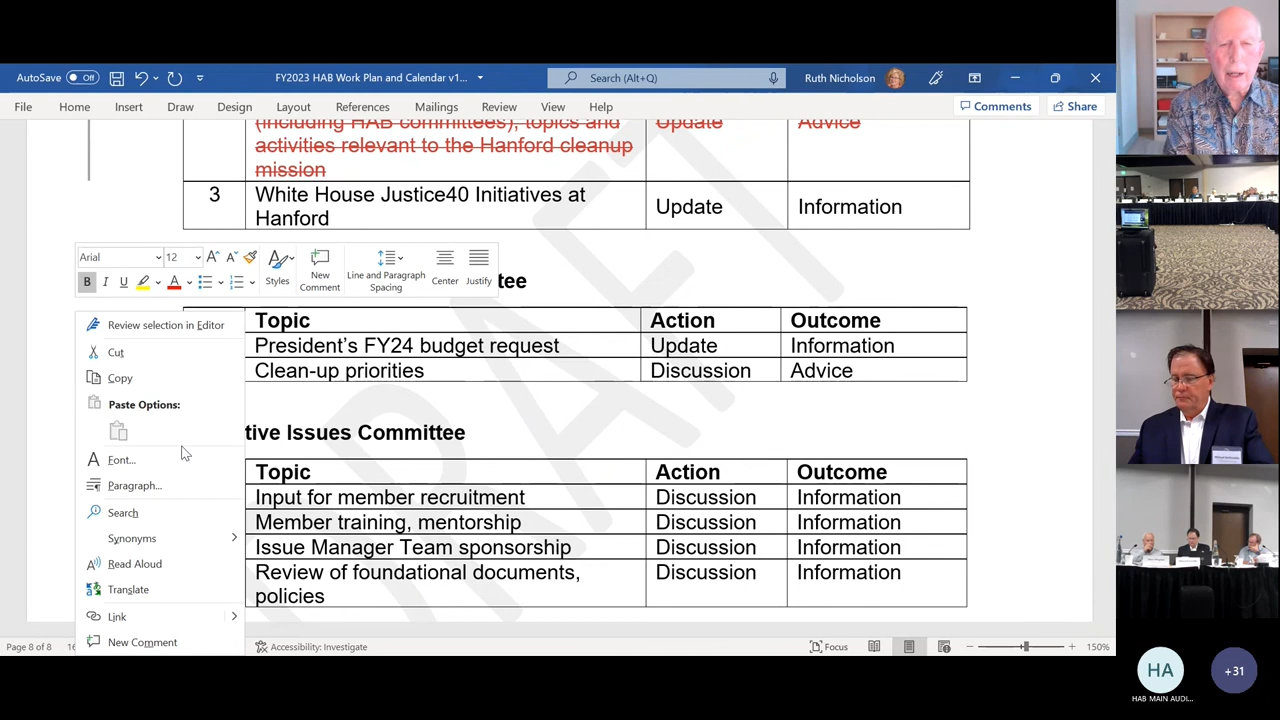 AutoSave Off
FY2023 HAB Work Plan and Calendar v1...
Search (Alt+Q)
Ruth Nicholson
File Home Insert Draw Design Layout References Mailings Review View Help
Comments Share
(including HAB committees), topics and
activities relevant to the Hanford cleanup
mission
Update
Advice
3
White House Justice40 Initiatives at
Hanford
Update
Information
Arial 12
B I U
Styles
New
Comment
Line and Paragraph
Spacing
Center
Justify
tee
Topic Action Outcome
President's FY24 budget request Update Information
Clean-up priorities Discussion Advice
tive Issues Committee
Topic Action Outcome
Input for member recruitment Discussion Information
Member training, mentorship Discussion Information
Issue Manager Team sponsorship Discussion Information
Review of foundational documents,
policies
Discussion Information
Review selection in Editor
Cut
Copy
Paste Options:
Font...
Paragraph...
Search
Synonyms
Read Aloud
Translate
Link
New Comment
DRAFT
Page 8 of 8
Accessibility: Investigate
Focus
150%
HA
HAB MAIN AUDI...
+31